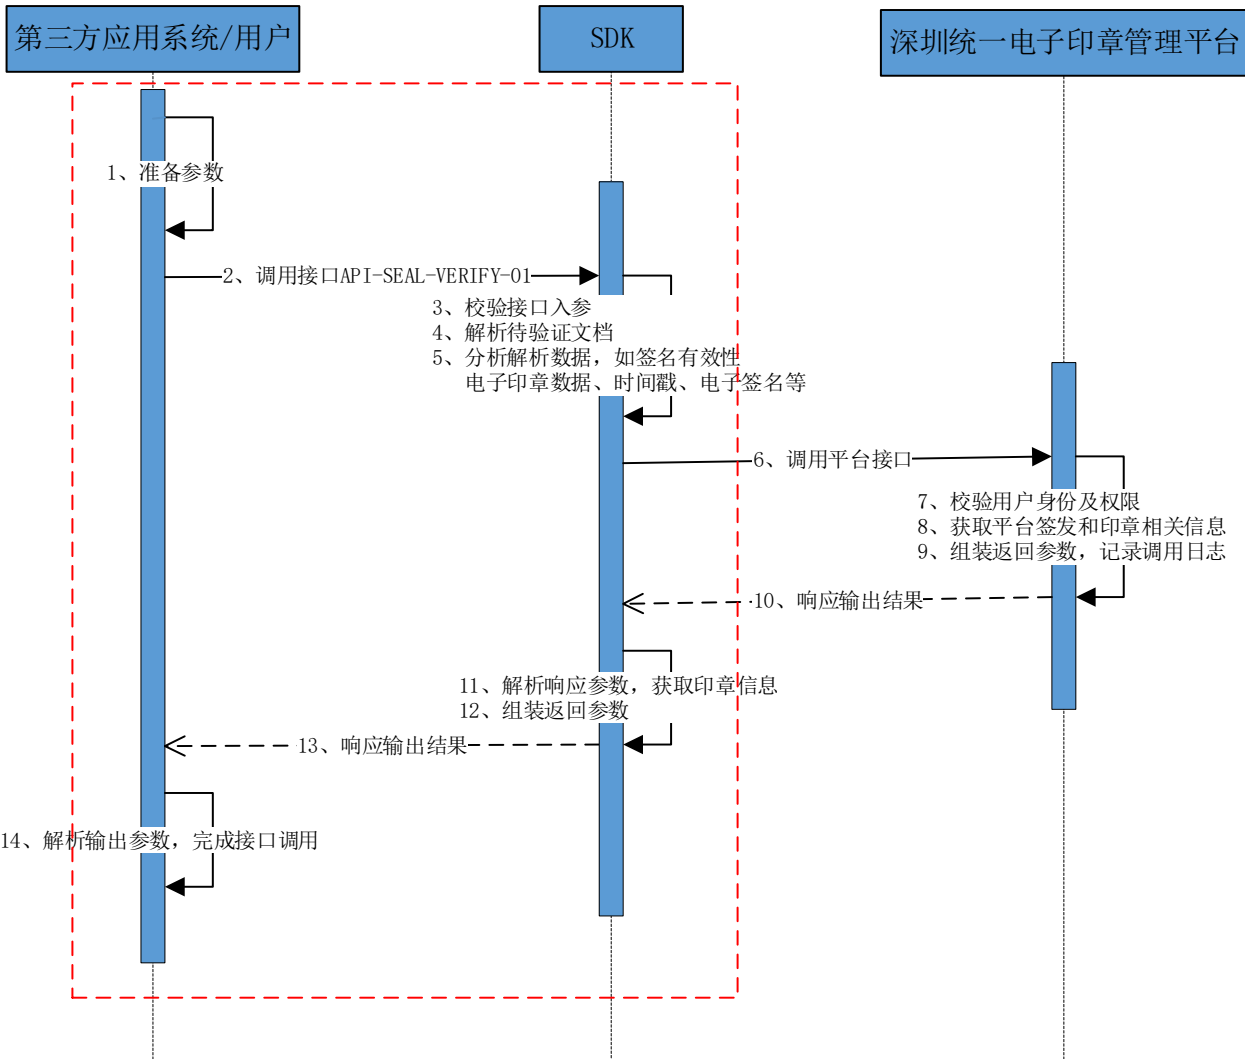 第三方应用系统/用户
SDK
深圳统一电子印章管理平台
1、准备参数
2、调用接口API-SEAL-VERIFY-01
3、校验接口入参
4、解析待验证文档
5、分析解析数据，如签名有效性
电子印章数据、时间戳、电子签名等
6、调用平台接口
7、校验用户身份及权限
8、获取平台签发和印章相关信息
9、组装返回参数，记录调用日志
10、响应输出结果
11、解析响应参数，获取印章信息
12、组装返回参数
13、响应输出结果
14、解析输出参数，完成接口调用